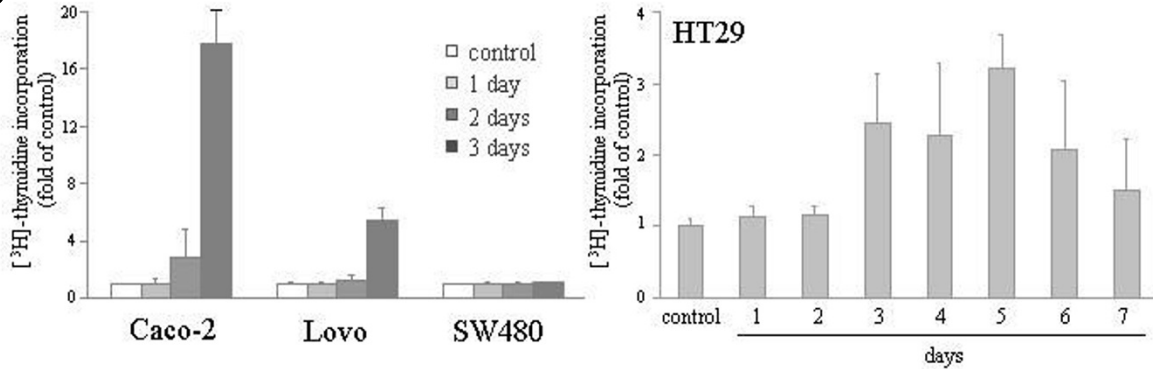 [³H]-thymidine incorporation
(fold of control)
20
16
12
8
4
0
control
1 day
2 days
3 days
Caco-2
Lovo
SW480
[³H]-thymidine incorporation
(fold of control)
4
3
2
1
0
HT29
control 1 2 3 4 5 6 7
days